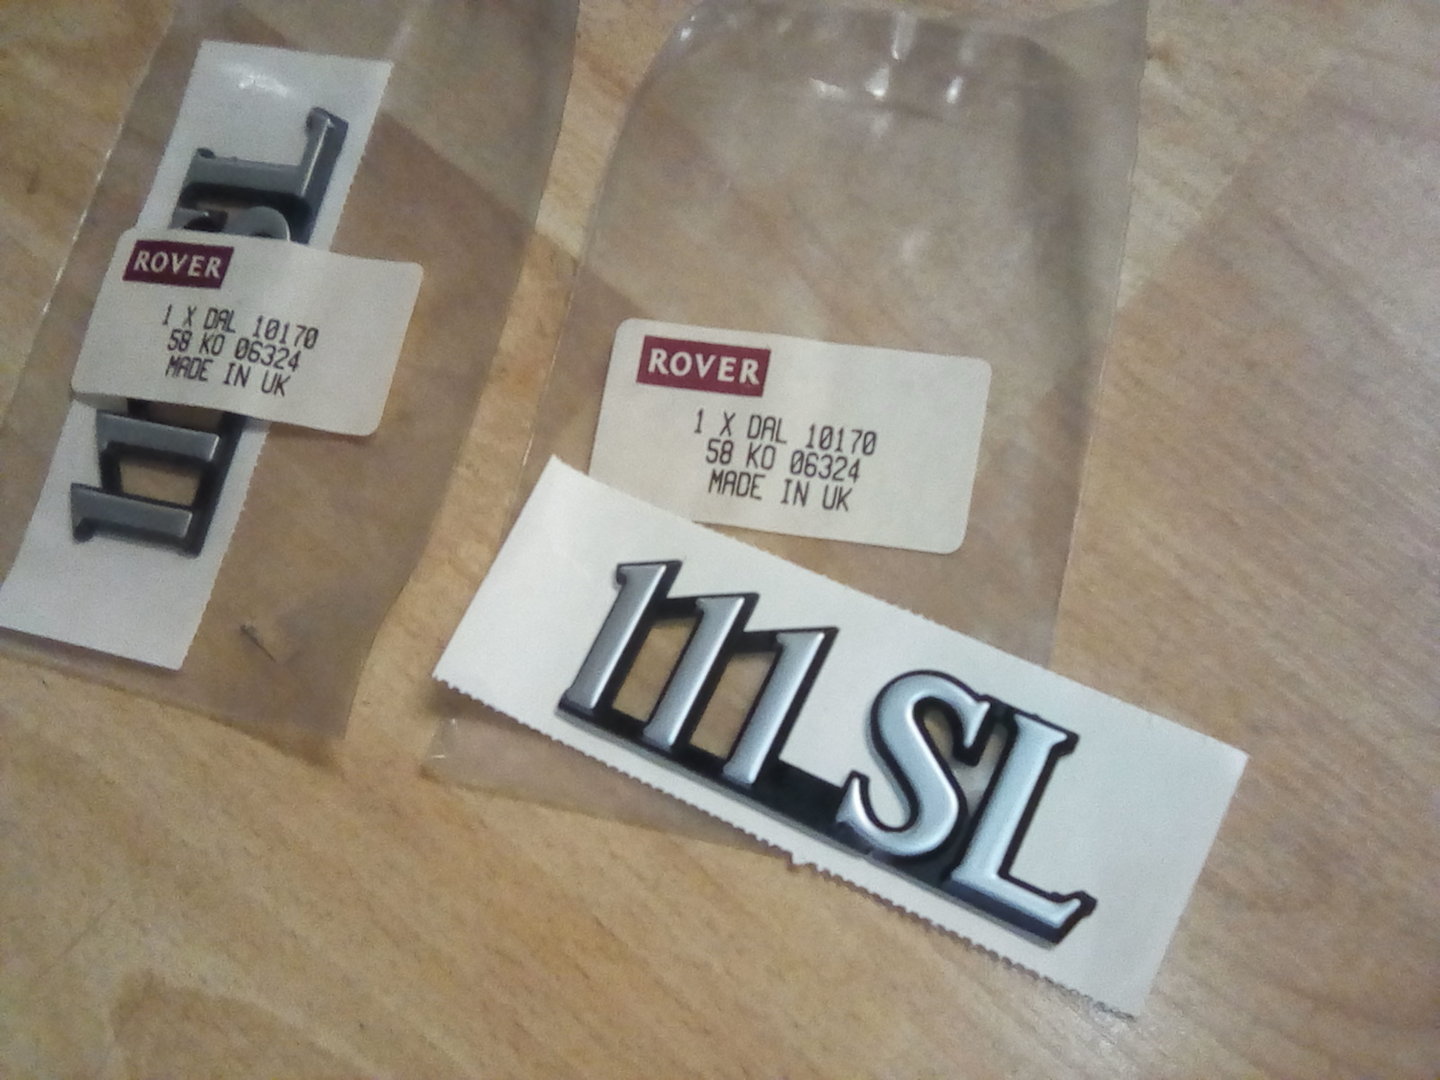 ROVER
1 X DAL 10170
58 KO 06324
MADE IN UK
ROVER
1 X DAL 10170
58 KO 06324
MADE IN UK
111 SL